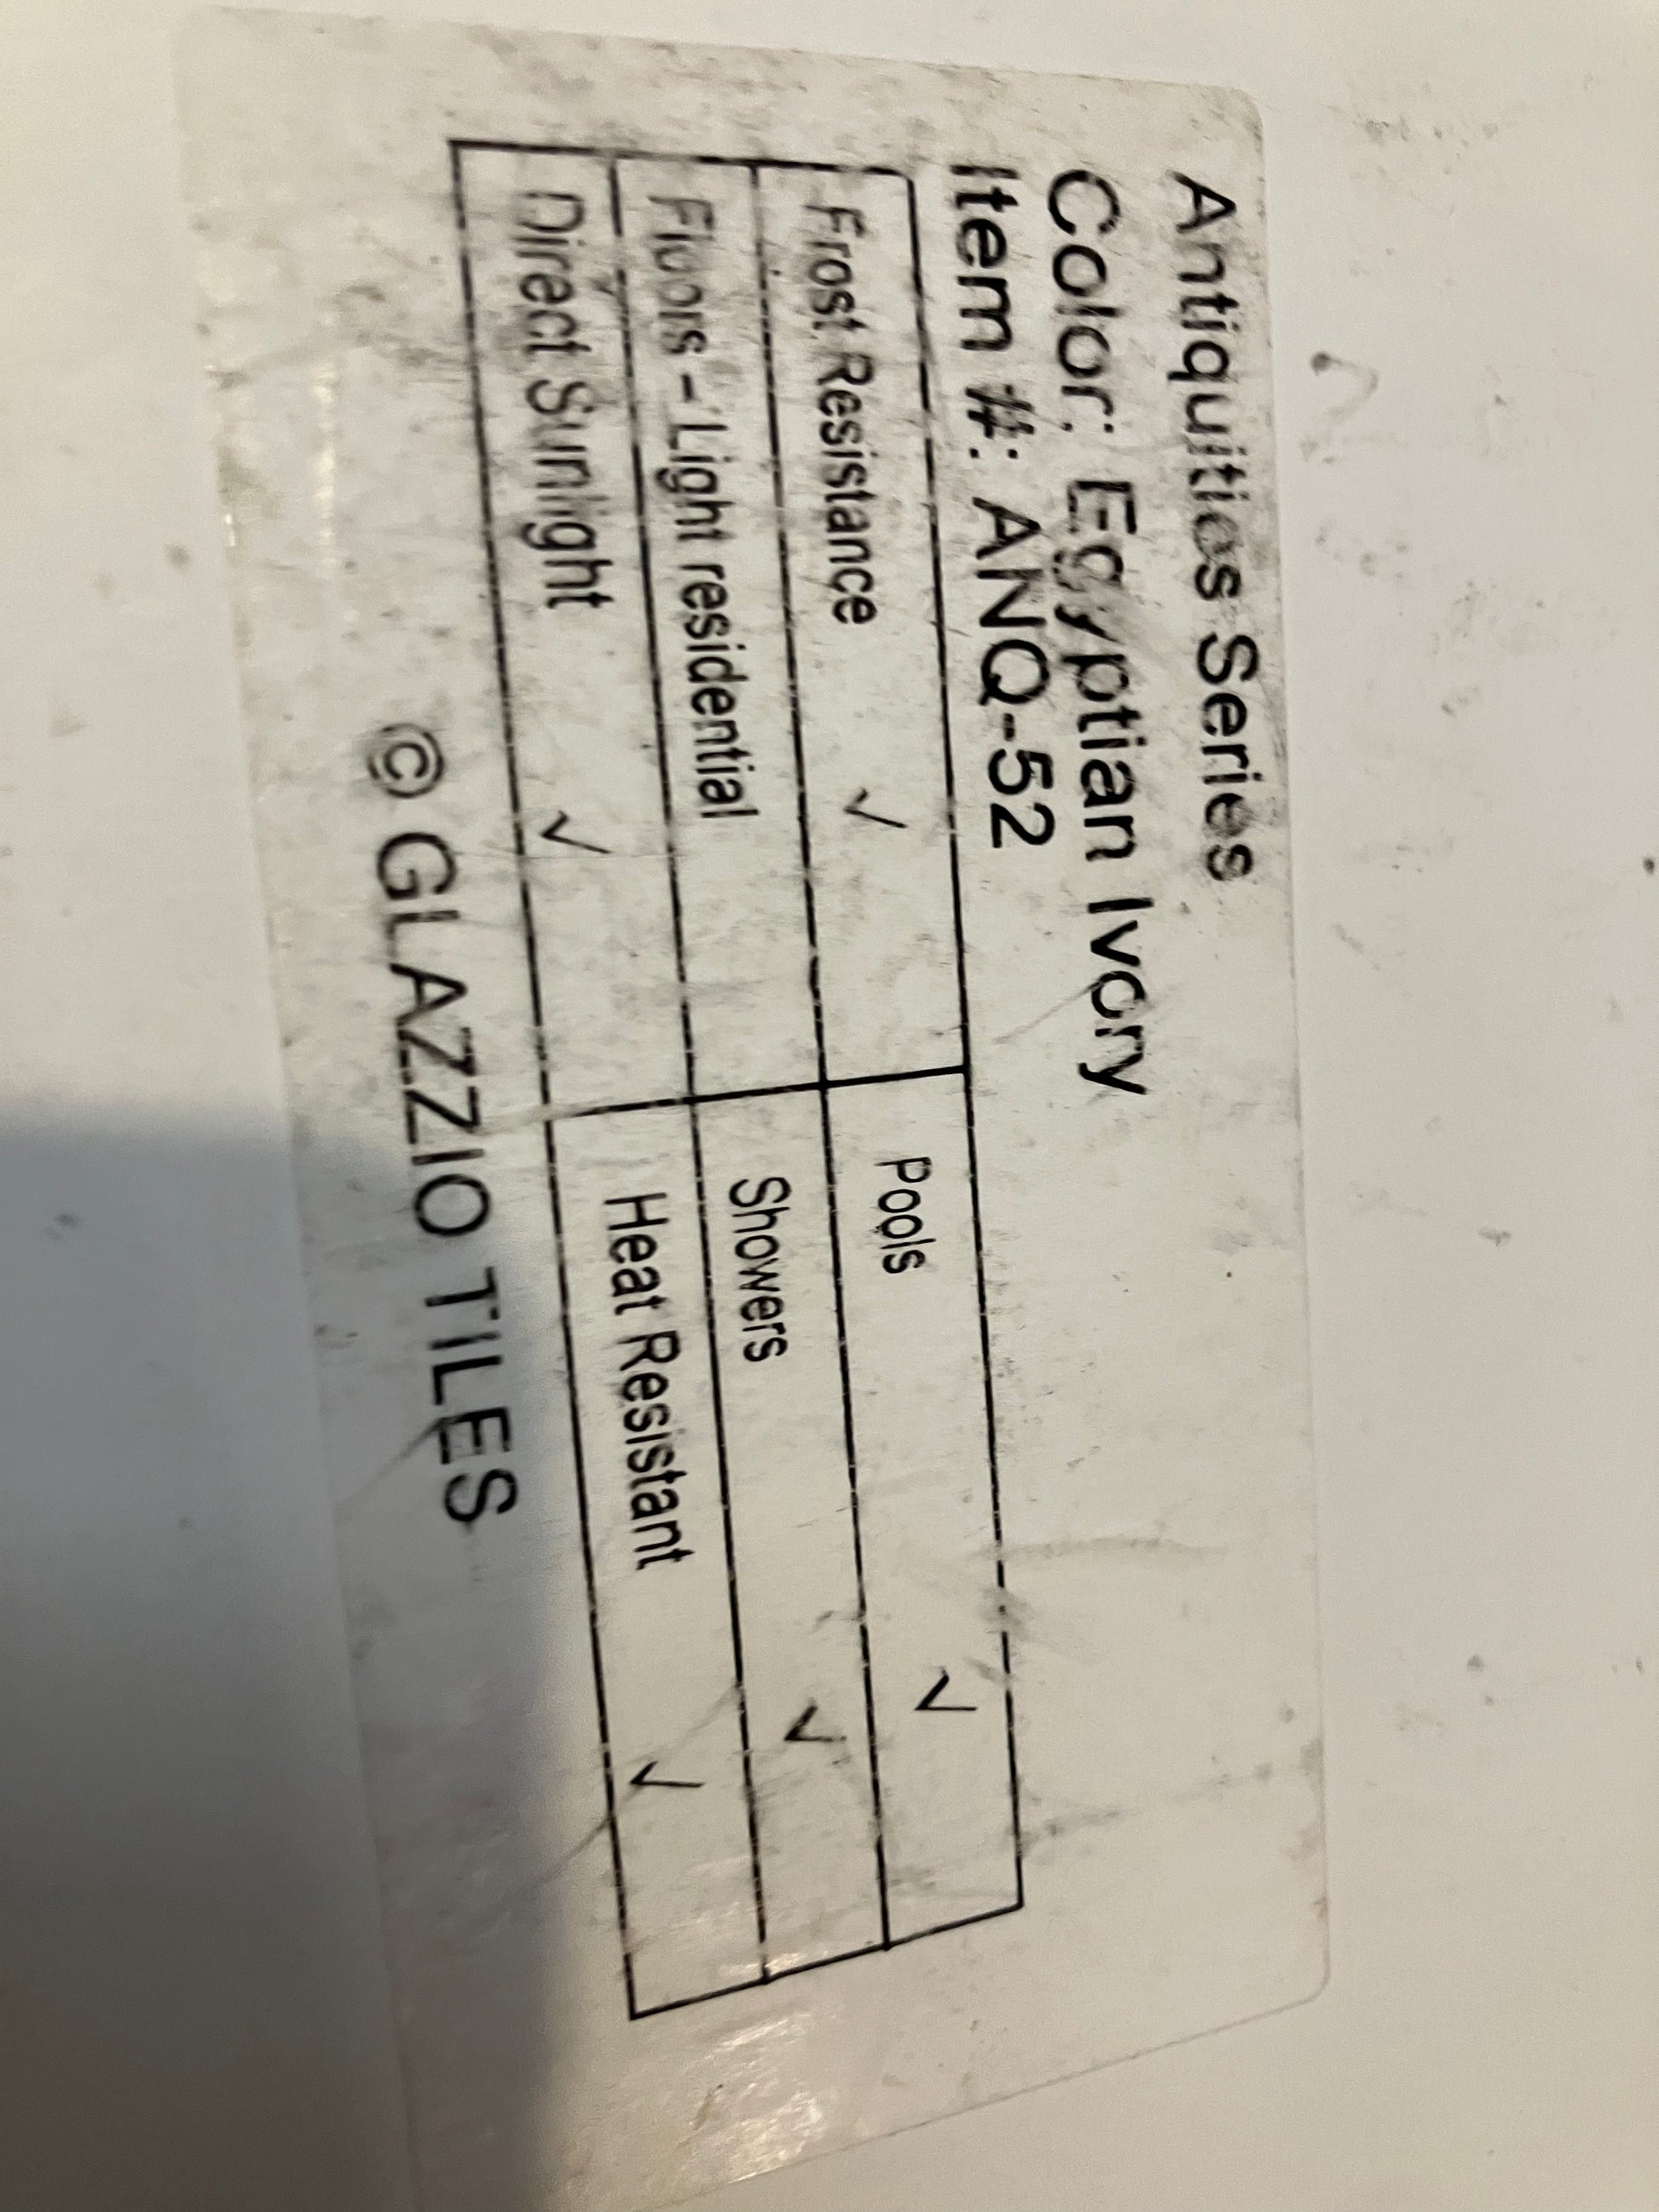 Antiquities Series
Color: Egyptian Ivory
Item #: ANQ-52
Frost Resistance ✓ Pools ✓
Floors - Light residential Showers ✓
Direct Sunlight ✓ Heat Resistant ✓
© GLAZZIO TILES